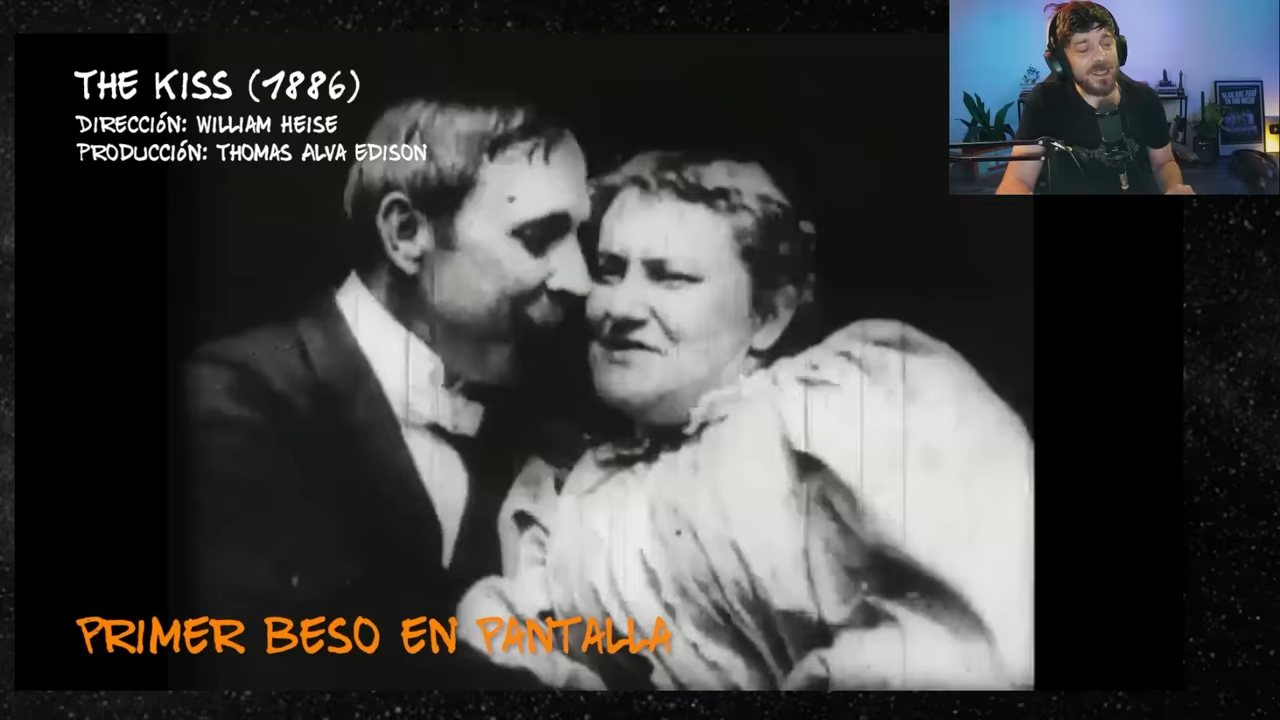 THE KISS (1886)
DIRECCIÓN: WILLIAM HEISE
PRODUCCIÓN: THOMAS ALVA EDISON
PRIMER BESO EN PANTALLA